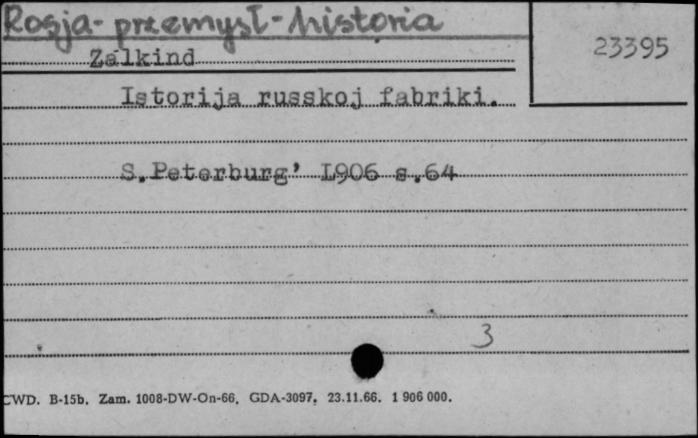 Rosja - przemysł - historia
23395
Zalkind
Istorija russkoj fabriki.
S.Peterburg' I906 s.64
3
CWD. B-15b. Zam. 1008-DW-On-66. GDA-3097. 23.11.66. 1 906 000.